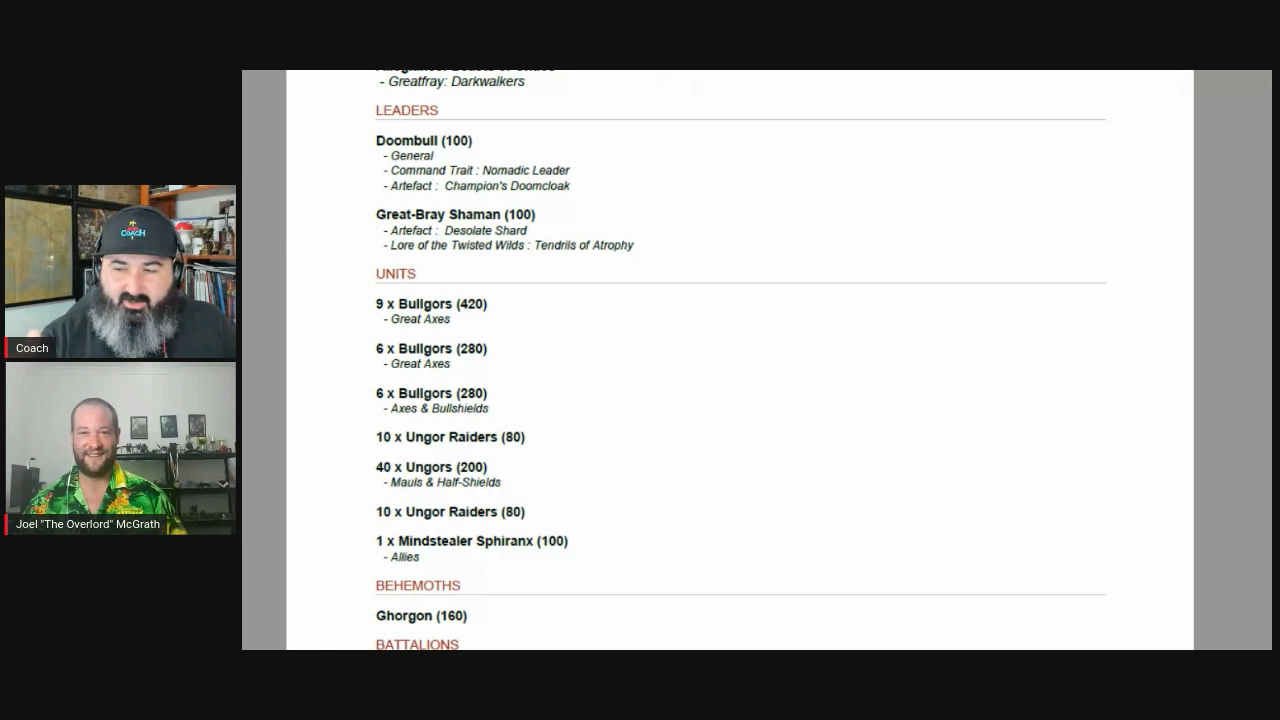 - Greatfray: Darkwalkers
LEADERS
Doombull (100)
- General
- Command Trait : Nomadic Leader
- Artefact : Champion's Doomcloak
Great-Bray Shaman (100)
- Artefact : Desolate Shard
- Lore of the Twisted Wilds : Tendrils of Atrophy
UNITS
9 x Bullgors (420)
- Great Axes
6 x Bullgors (280)
- Great Axes
6 x Bullgors (280)
- Axes & Bullshields
10 x Ungor Raiders (80)
40 x Ungors (200)
- Mauls & Half-Shields
10 x Ungor Raiders (80)
1 x Mindstealer Sphiranx (100)
- Allies
BEHEMOTHS
Ghorgon (160)
BATTALIONS
COACH
Coach
Joel "The Overlord" McGrath